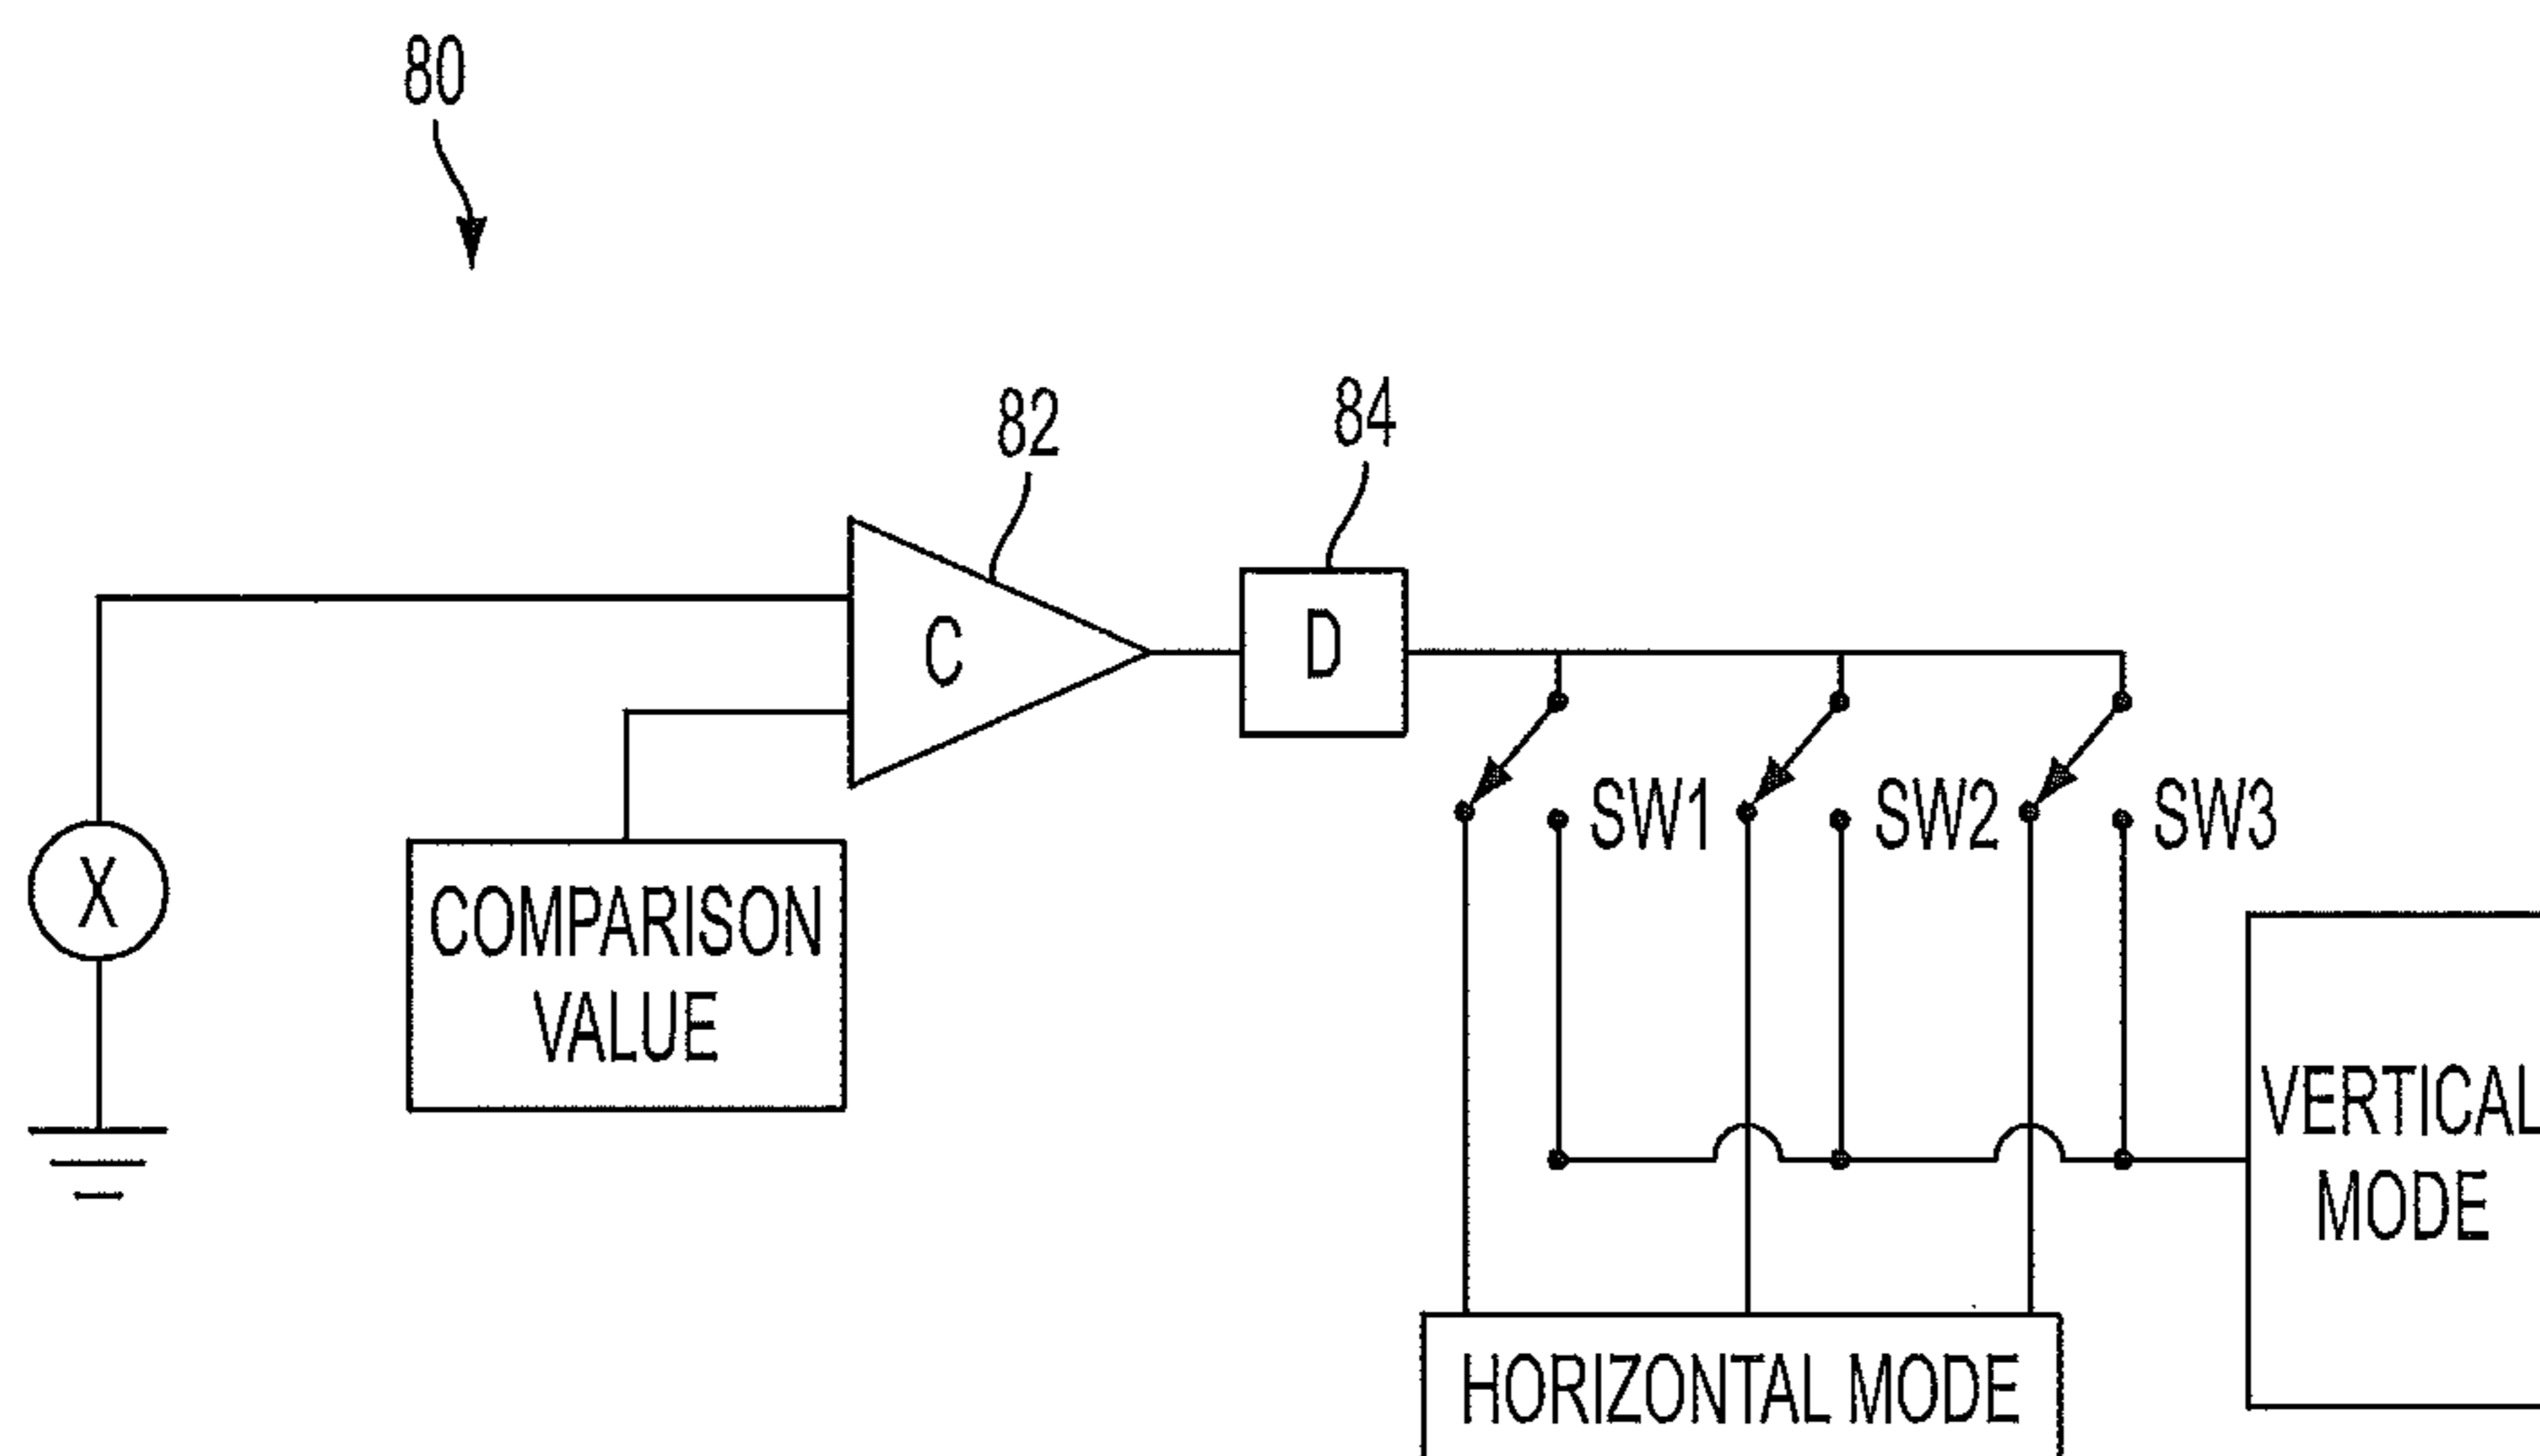 80
82
84
C
D
X
COMPARISON
VALUE
SW1
SW2
SW3
VERTICAL
MODE
HORIZONTAL MODE